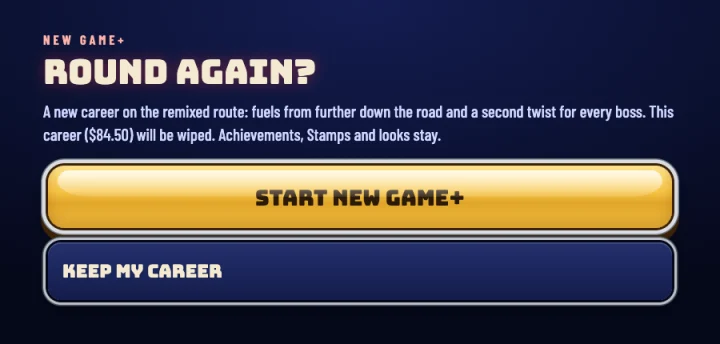 NEW GAME+
ROUND AGAIN?
A new career on the remixed route: fuels from further down the road and a second twist for every boss. This
career ($84.50) will be wiped. Achievements, Stamps and looks stay.
START NEW GAME+
KEEP MY CAREER